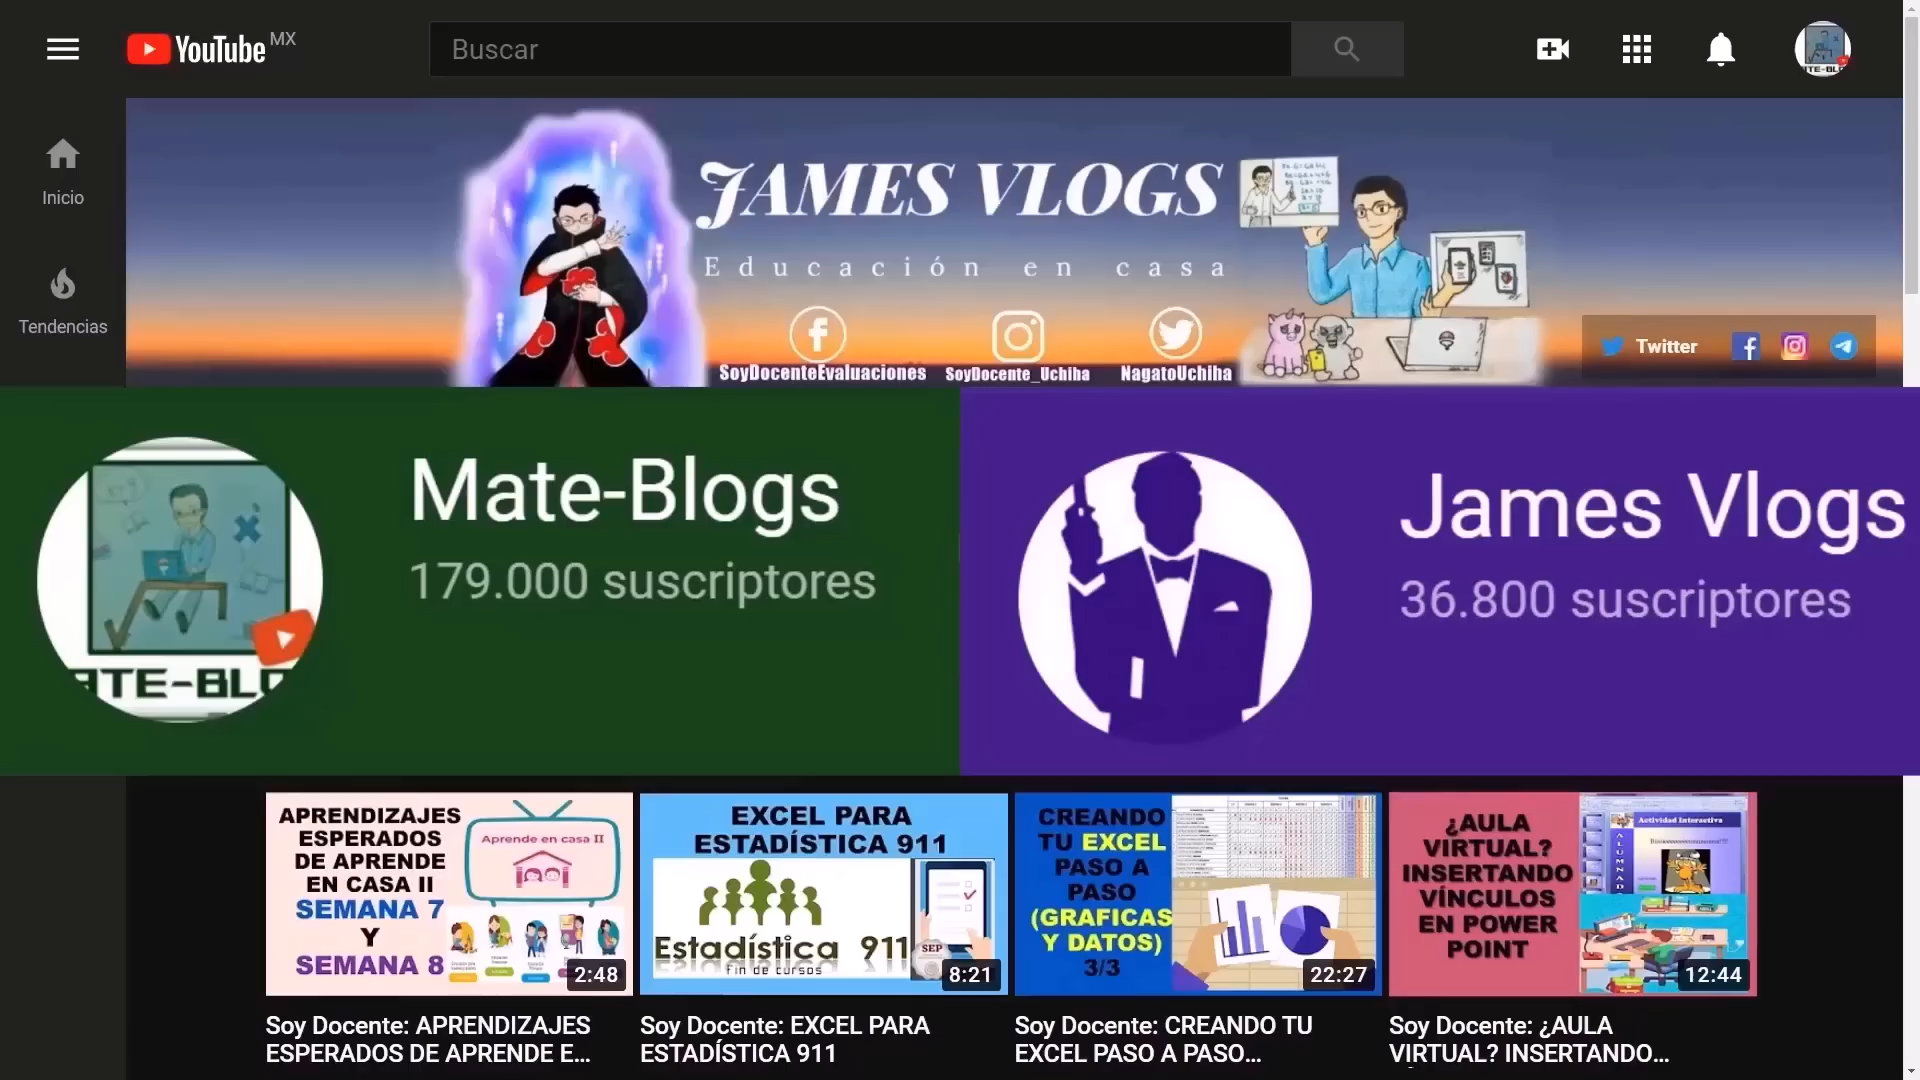 YouTube MX
Buscar
Inicio
Tendencias
JAMES VLOGS
Educación en casa
SoyDocenteEvaluaciones
SoyDocente_Uchiha
NagatoUchiha
Twitter
Mate-Blogs
179.000 suscriptores
ATE-BLO
James Vlogs
36.800 suscriptores
APRENDIZAJES
ESPERADOS
DE APRENDE
EN CASA II
SEMANA 7
Y
SEMANA 8
Aprende en casa II
2:48
EXCEL PARA
ESTADÍSTICA 911
Estadística 911
fin de cursos
SEP
8:21
CREANDO
TU EXCEL
PASO A
PASO
(GRAFICAS
Y DATOS)
3/3
22:27
¿AULA
VIRTUAL?
INSERTANDO
VÍNCULOS
EN POWER
POINT
Actividad Interactiva
12:44
Soy Docente: APRENDIZAJES
ESPERADOS DE APRENDE E...
Soy Docente: EXCEL PARA
ESTADÍSTICA 911
Soy Docente: CREANDO TU
EXCEL PASO A PASO...
Soy Docente: ¿AULA
VIRTUAL? INSERTANDO...